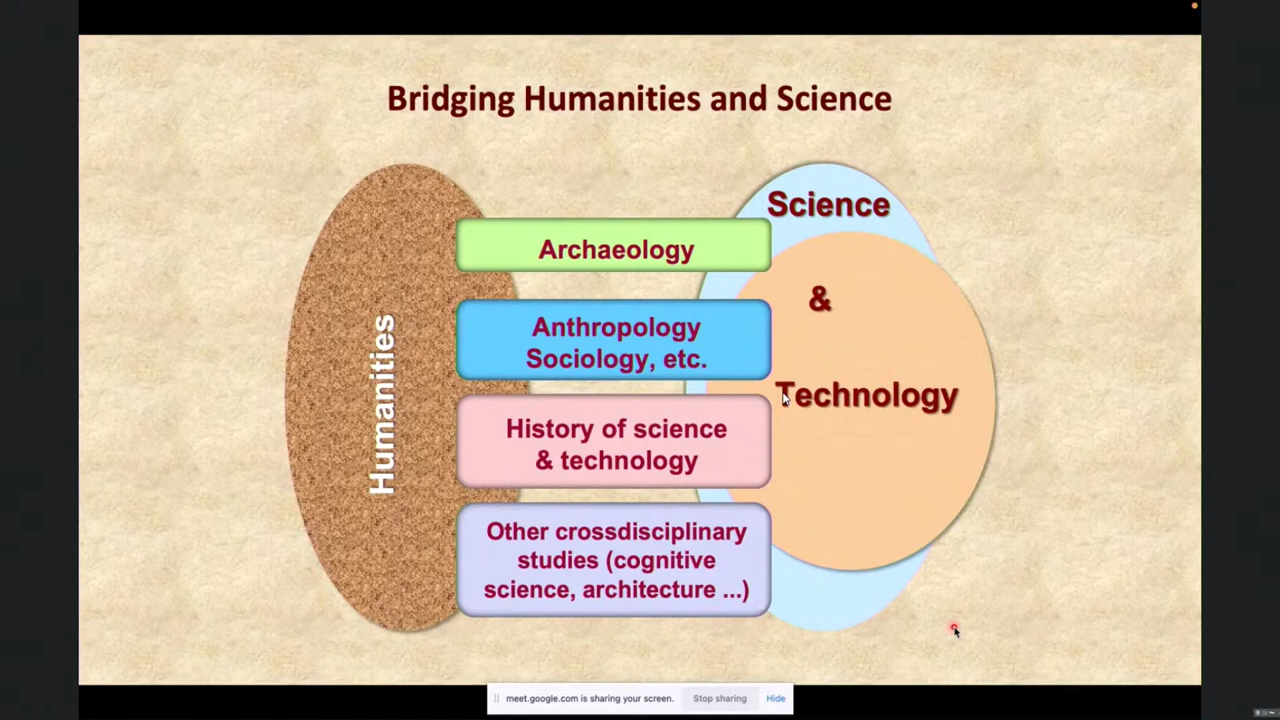 Bridging Humanities and Science
Humanities
Archaeology
Anthropology
Sociology, etc.
History of science
& technology
Other crossdisciplinary
studies (cognitive
science, architecture ...)
Science
&
Technology
meet.google.com is sharing your screen. Stop sharing Hide